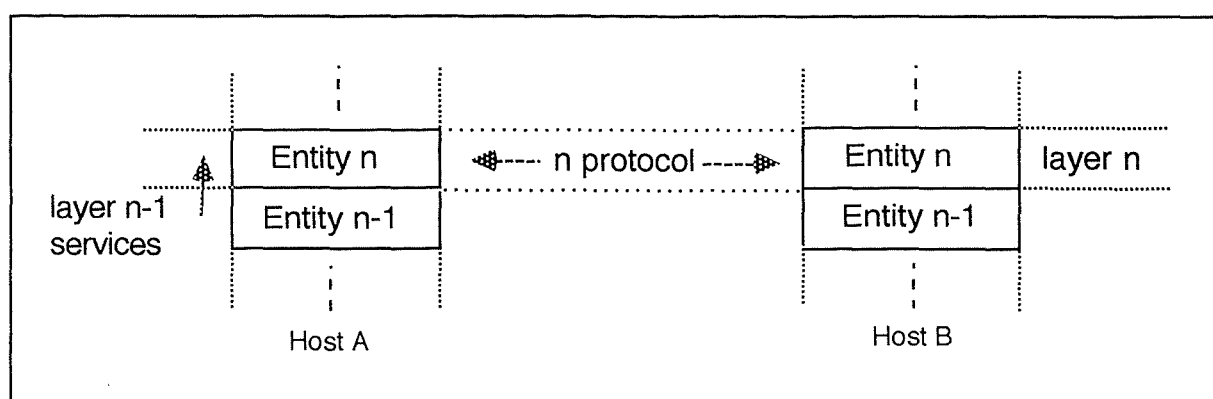 Entity n
n protocol
Entity n
layer n
layer n-1
services
Entity n-1
Entity n-1
Host A
Host B